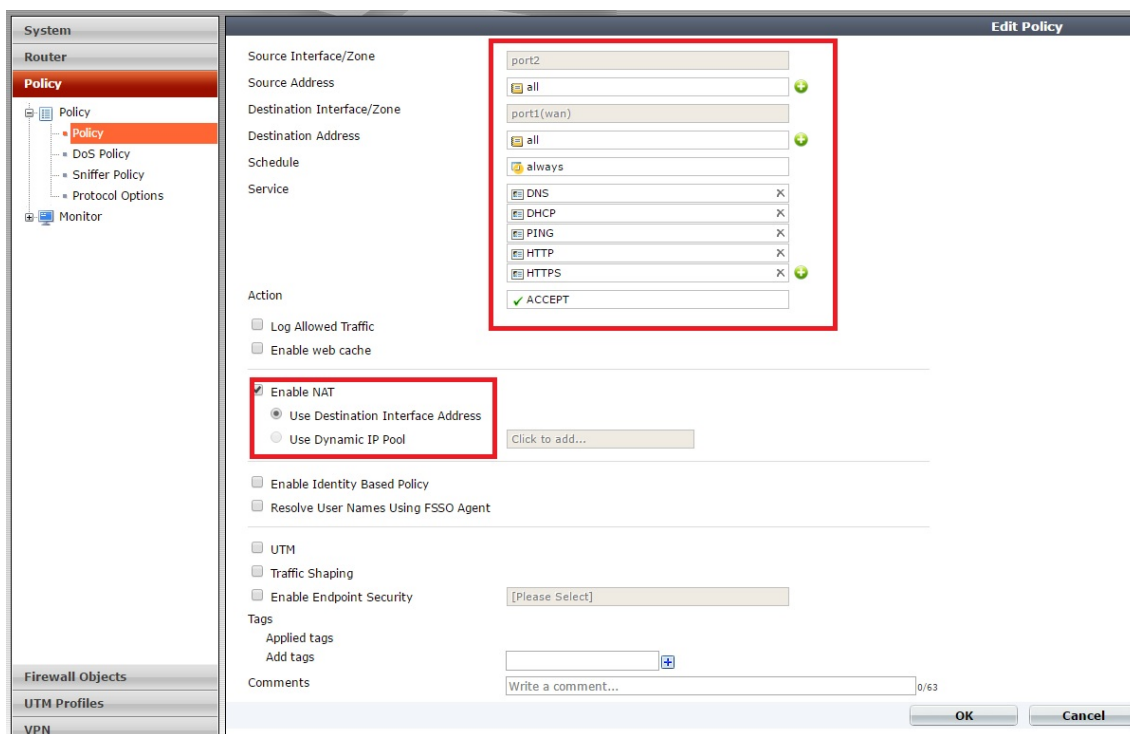 Edit Policy
System
Router
Policy
Policy
Policy
DoS Policy
Sniffer Policy
Protocol Options
Monitor
Firewall Objects
UTM Profiles
VPN
Source Interface/Zone port2
Source Address all
Destination Interface/Zone port1(wan)
Destination Address all
Schedule always
Service DNS
DHCP
PING
HTTP
HTTPS
Action ACCEPT
Log Allowed Traffic
Enable web cache
Enable NAT
Use Destination Interface Address
Use Dynamic IP Pool Click to add...
Enable Identity Based Policy
Resolve User Names Using FSSO Agent
UTM
Traffic Shaping
Enable Endpoint Security [Please Select]
Tags
Applied tags
Add tags
Comments Write a comment... 0/63
OK Cancel